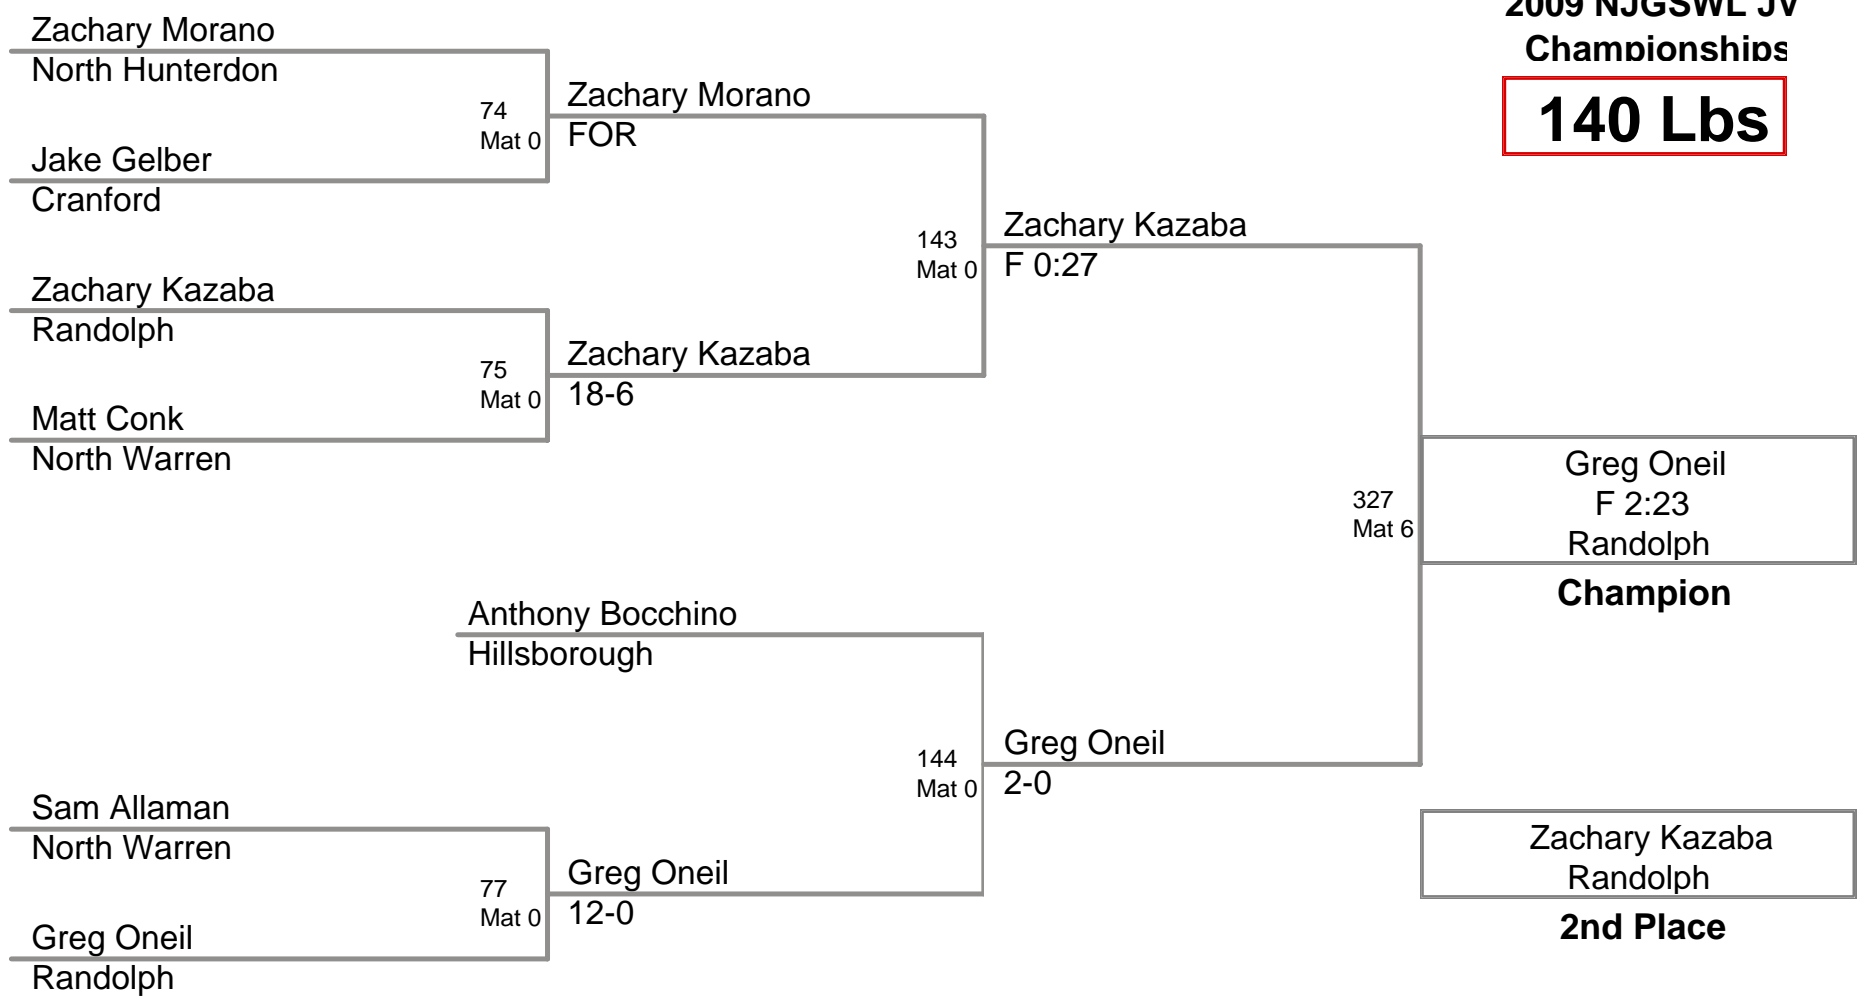 2009 NJGSWL JV
Championships
140 Lbs
Zachary Morano
North Hunterdon
74
Mat 0
Jake Gelber
Cranford
Zachary Morano
FOR
Zachary Kazaba
Randolph
75
Mat 0
Matt Conk
North Warren
Zachary Kazaba
18-6
143
Mat 0
Zachary Kazaba
F 0:27
Anthony Bocchino
Hillsborough
Sam Allaman
North Warren
77
Mat 0
Greg Oneil
Randolph
Greg Oneil
12-0
144
Mat 0
Greg Oneil
2-0
327
Mat 6
Greg Oneil
F 2:23
Randolph
Champion
Zachary Kazaba
Randolph
2nd Place